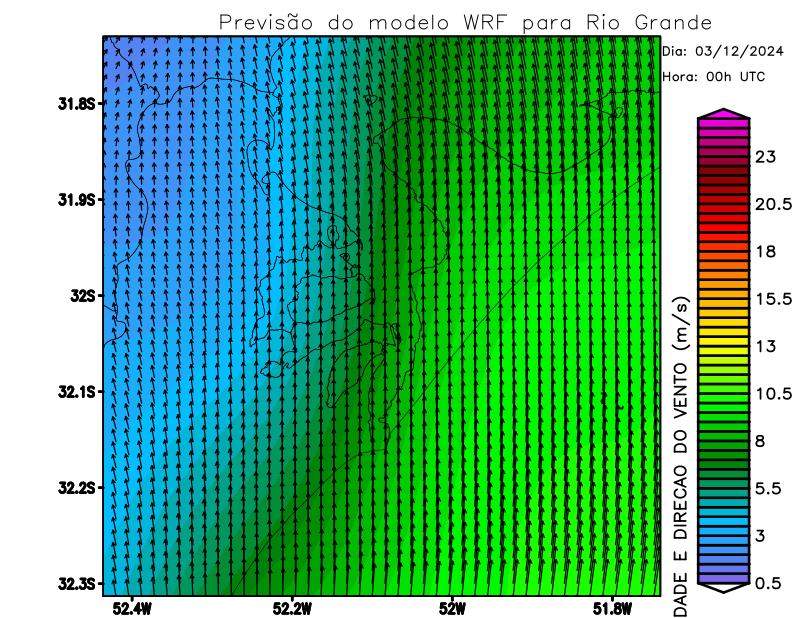 Previsão do modelo WRF para Rio Grande
Dia: 03/12/2024
Hora: 00h UTC
31.8S
31.9S
32S
32.1S
32.2S
32.3S
52.4W
52.2W
52W
51.8W
23
20.5
18
15.5
13
10.5
8
5.5
3
0.5
DADE E DIRECAO DO VENTO (m/s)